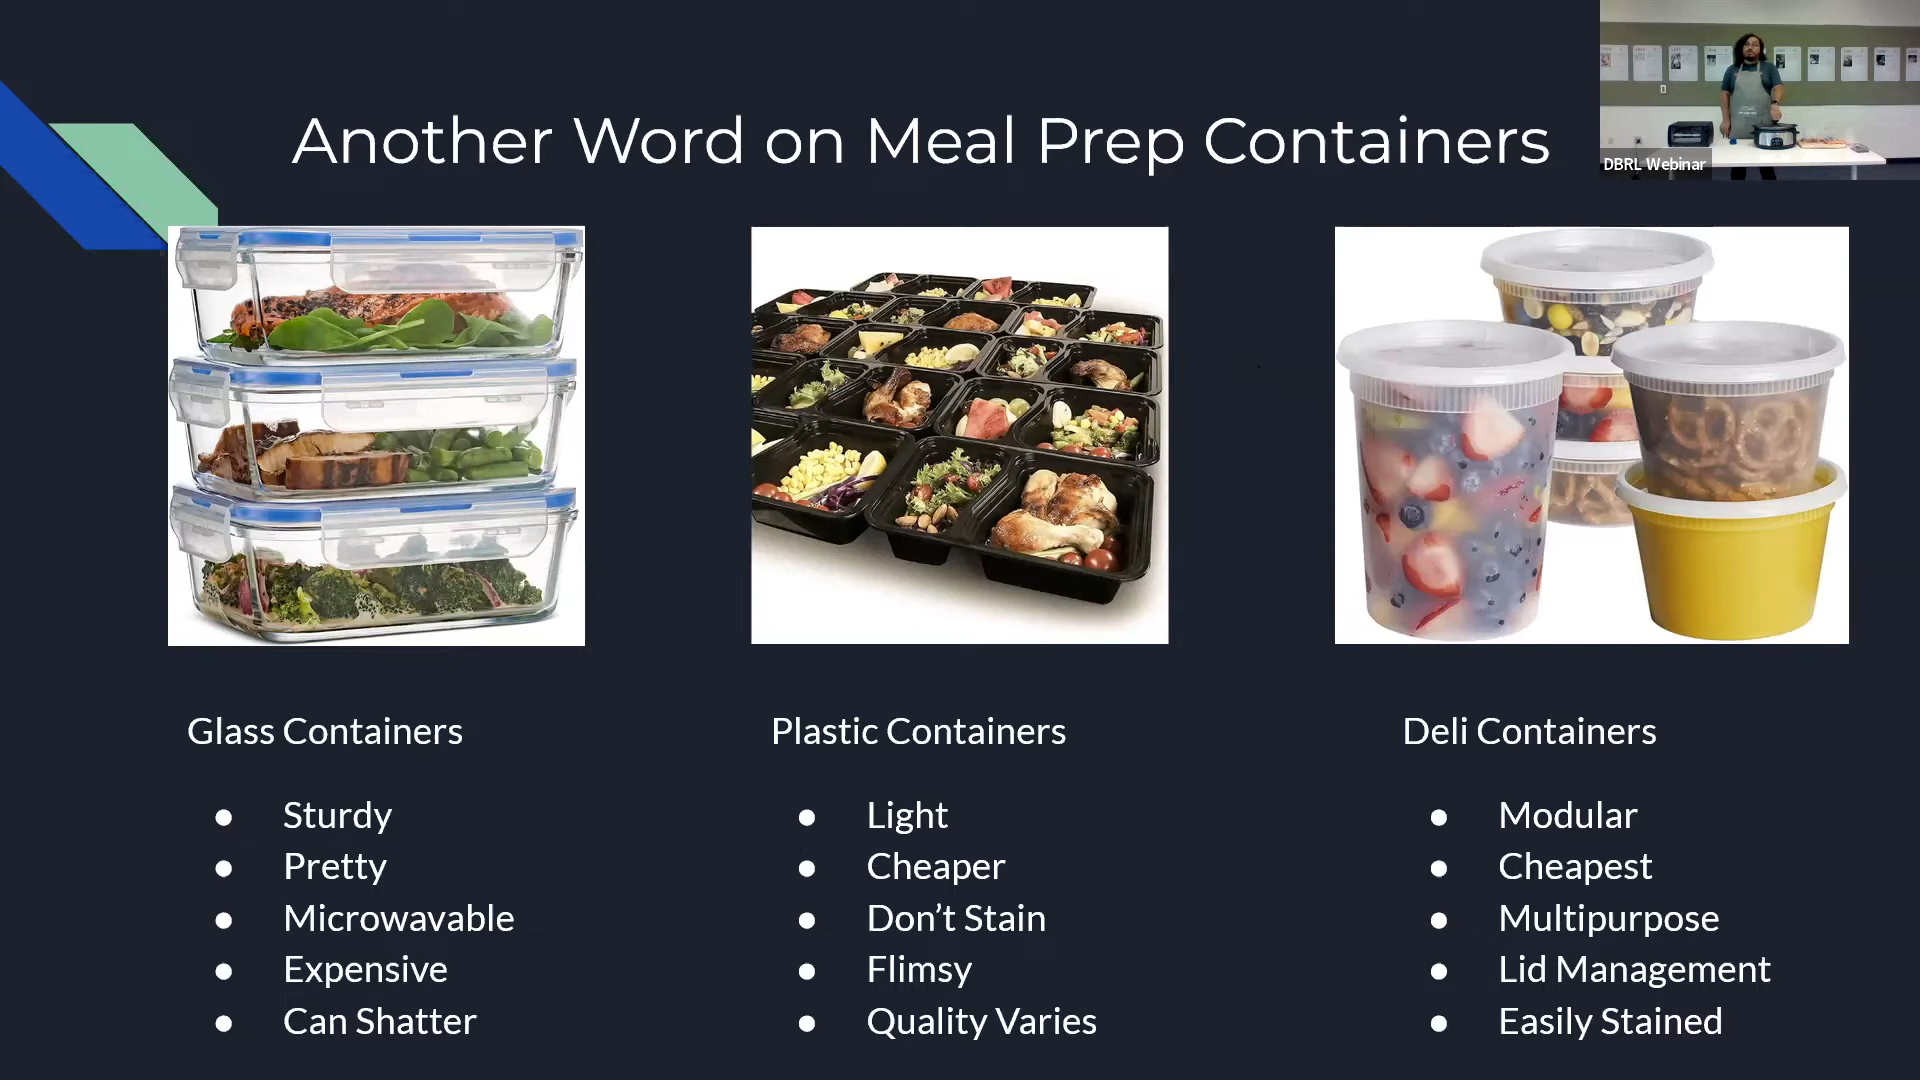 Another Word on Meal Prep Containers
DBRL Webinar
Glass Containers
● Sturdy
● Pretty
● Microwavable
● Expensive
● Can Shatter
Plastic Containers
● Light
● Cheaper
● Don’t Stain
● Flimsy
● Quality Varies
Deli Containers
● Modular
● Cheapest
● Multipurpose
● Lid Management
● Easily Stained